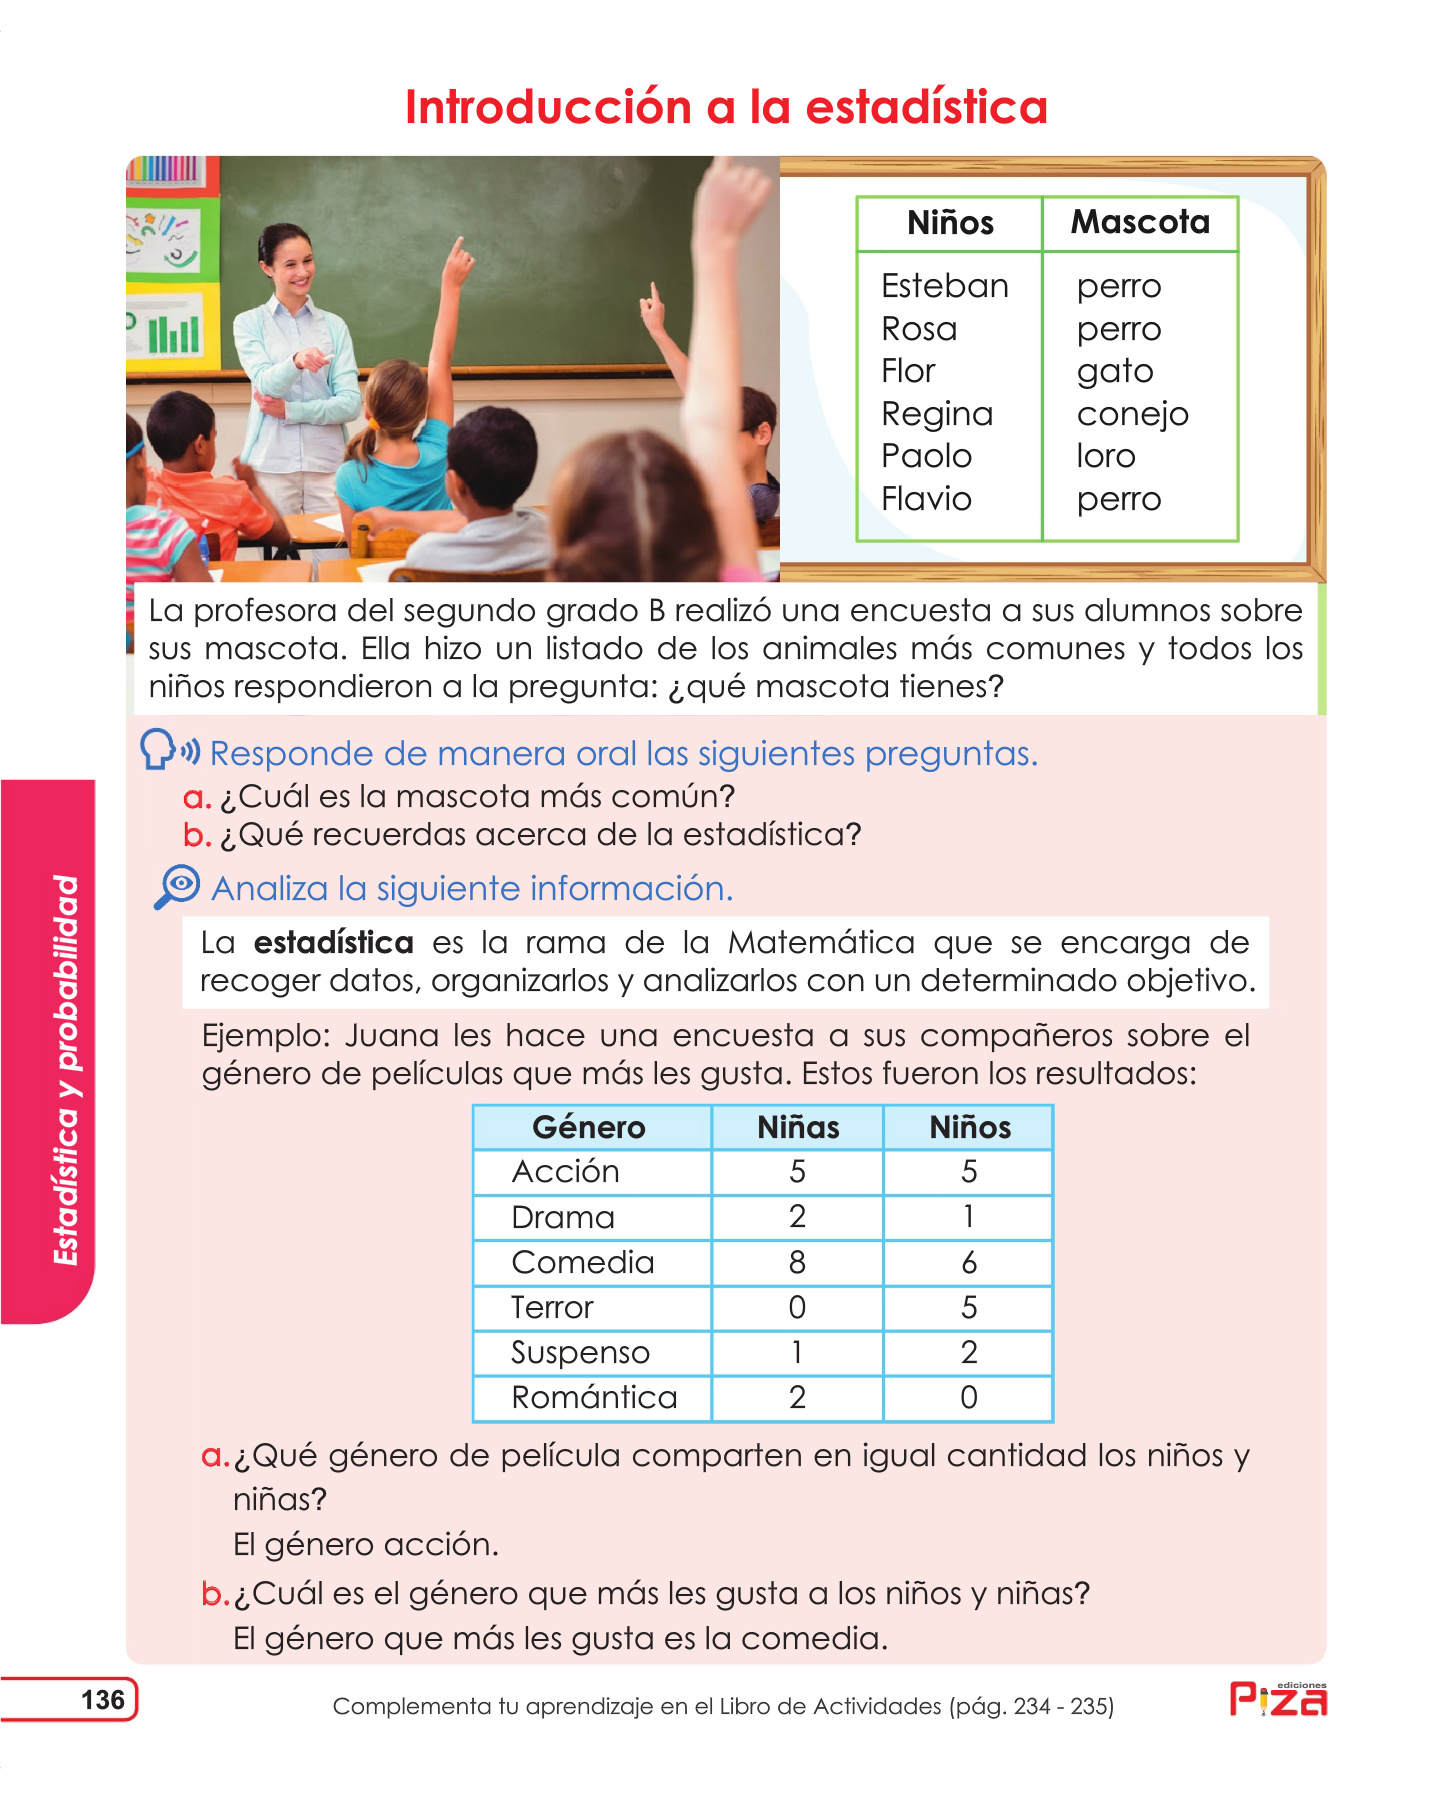 Introducción a la estadística
Niños Mascota
Esteban perro
Rosa perro
Flor gato
Regina conejo
Paolo loro
Flavio perro
La profesora del segundo grado B realizó una encuesta a sus alumnos sobre
sus mascota. Ella hizo un listado de los animales más comunes y todos los
niños respondieron a la pregunta: ¿qué mascota tienes?
Responde de manera oral las siguientes preguntas.
a. ¿Cuál es la mascota más común?
b. ¿Qué recuerdas acerca de la estadística?
Analiza la siguiente información.
La estadística es la rama de la Matemática que se encarga de
recoger datos, organizarlos y analizarlos con un determinado objetivo.
Ejemplo: Juana les hace una encuesta a sus compañeros sobre el
género de películas que más les gusta. Estos fueron los resultados:
Género Niñas Niños
Acción 5 5
Drama 2 1
Comedia 8 6
Terror 0 5
Suspenso 1 2
Romántica 2 0
a. ¿Qué género de película comparten en igual cantidad los niños y
niñas?
El género acción.
b. ¿Cuál es el género que más les gusta a los niños y niñas?
El género que más les gusta es la comedia.
Estadística y probabilidad
136
Complementa tu aprendizaje en el Libro de Actividades (pág. 234 - 235)
ediciones
Piza